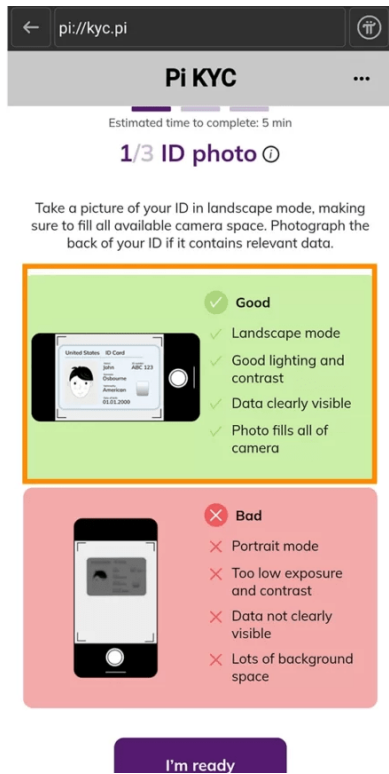 pi://kyc.pi
Pi KYC
Estimated time to complete: 5 min
1/3 ID photo
Take a picture of your ID in landscape mode, making
sure to fill all available camera space. Photograph the
back of your ID if it contains relevant data.
Good
Landscape mode
Good lighting and
contrast
Data clearly visible
Photo fills all of
camera
United States ID Card
John ABC 123
Osbourne
American
01.01.2009
Bad
Portrait mode
Too low exposure
and contrast
Data not clearly
visible
Lots of background
space
I'm ready